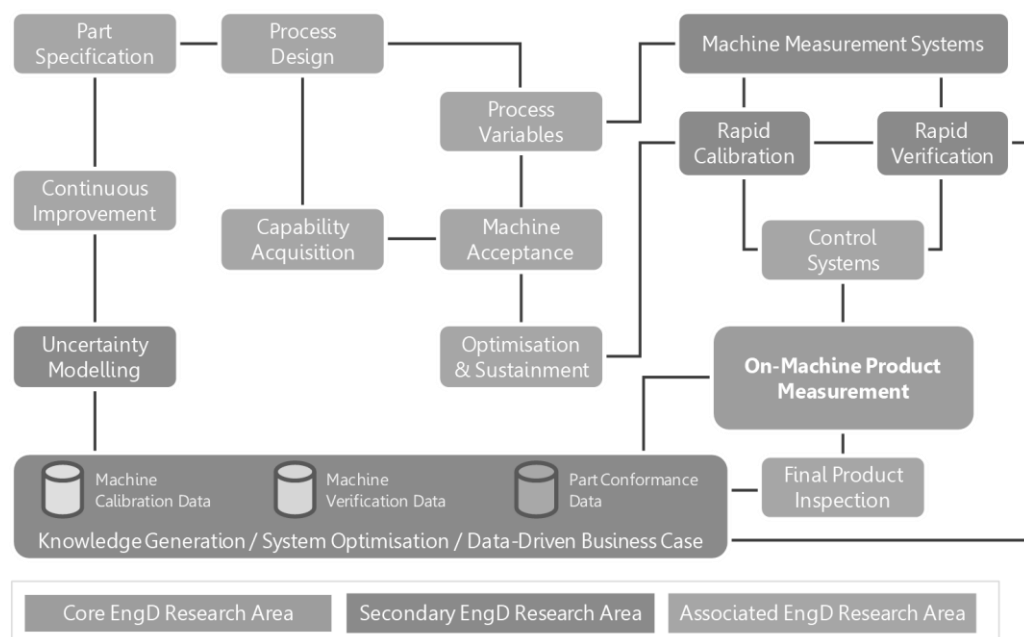 Part
Specification
Process
Design
Machine Measurement Systems
Process
Variables
Rapid
Calibration
Rapid
Verification
Continuous
Improvement
Capability
Acquisition
Machine
Acceptance
Control
Systems
Uncertainty
Modelling
Optimisation
& Sustainment
On-Machine Product
Measurement
Machine
Calibration Data
Machine
Verification Data
Part Conformance
Data
Final Product
Inspection
Knowledge Generation / System Optimisation / Data-Driven Business Case
Core EngD Research Area
Secondary EngD Research Area
Associated EngD Research Area